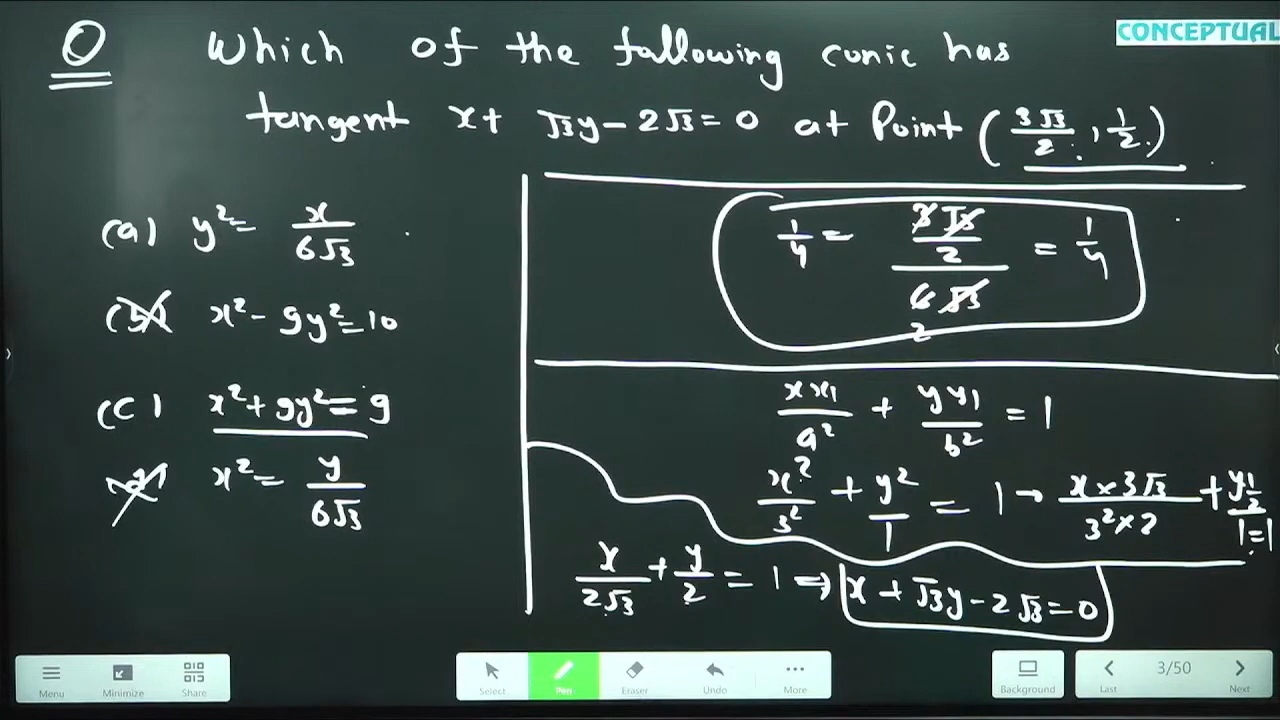 CONCEPTUAL
Q Which of the following conic has
tangent x + √3y - 2√3 = 0 at Point (3√3/2, 1/2)
(a) y² = x/6√3
(b) x² - 9y² = 10
(c) x² + 9y² = 9
(d) x² = y/6√3
1/4 = (3√3/2)/(6√3) = 1/4
2
xx₁/a² + yy₁/b² = 1
x²/3² + y²/1 = 1 → x×3√3/3²×2 + y½/1 = 1
x/2√3 + y/2 = 1 ⇒ x + √3y - 2√3 = 0
Menu Minimize Share Select Pen Eraser Undo More Background Last 3/50 Next